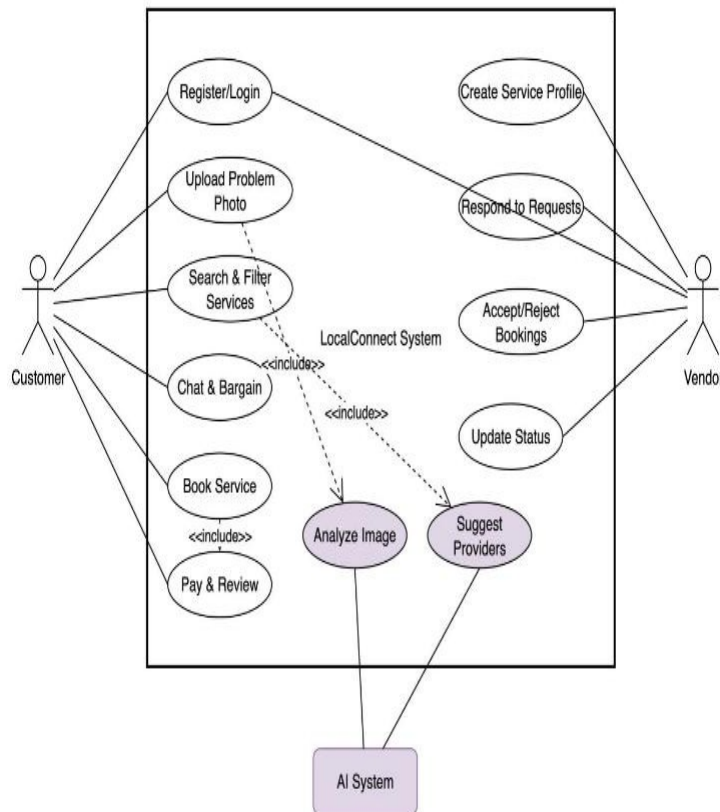 Register/Login
Create Service Profile
Upload Problem
Photo
Respond to Requests
Search & Filter
Services
Accept/Reject
Bookings
LocalConnect System
<<include>>
Customer
Vendo
Chat & Bargain
<<include>>
Update Status
Book Service
<<include>>
Analyze Image
Suggest
Providers
Pay & Review
AI System